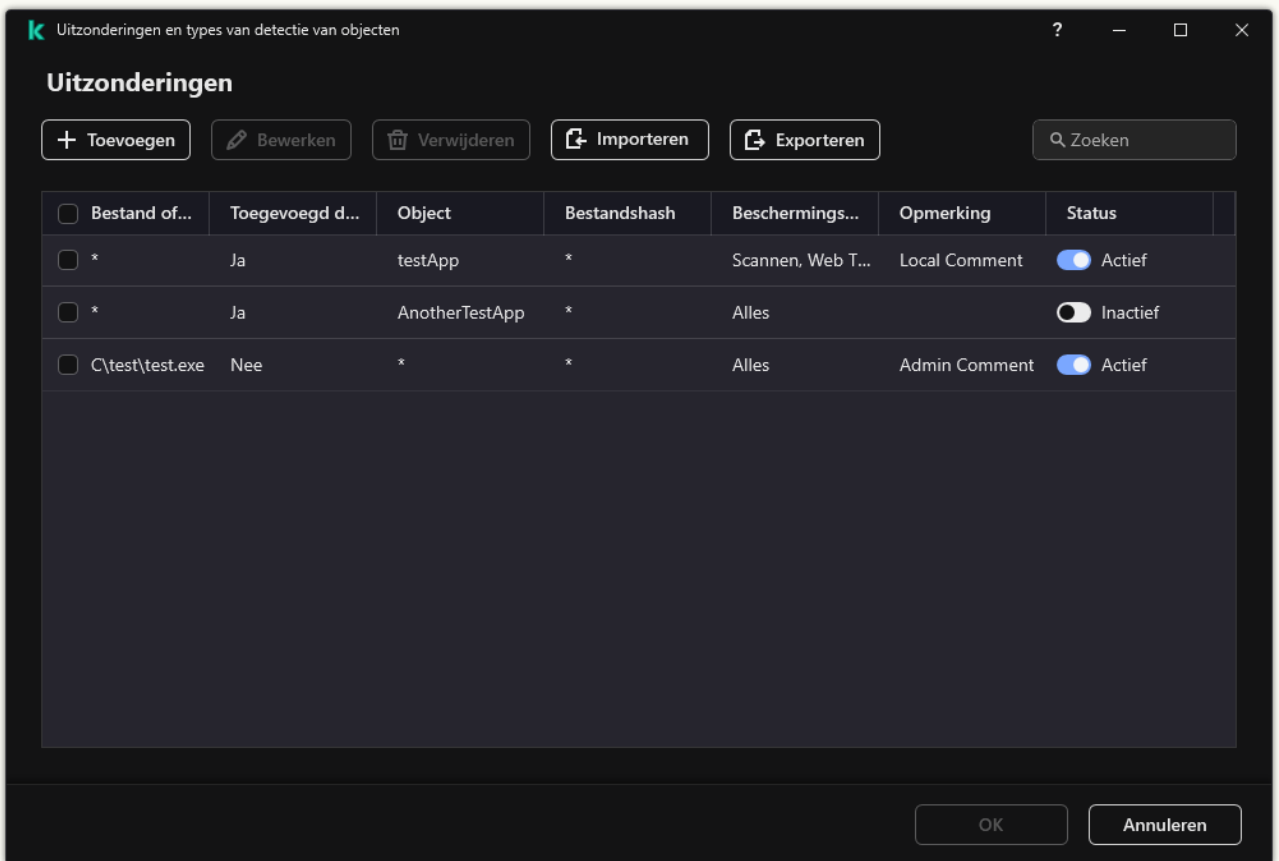 Uitzonderingen en types van detectie van objecten ?
Uitzonderingen
Toevoegen Bewerken Verwijderen Importeren Exporteren Zoeken
Bestand of... Toegevoegd d... Object Bestandshash Beschermings... Opmerking Status
* Ja testApp * Scannen, Web T... Local Comment Actief
* Ja AnotherTestApp * Alles Inactief
C\test\test.exe Nee * * Alles Admin Comment Actief
OK Annuleren